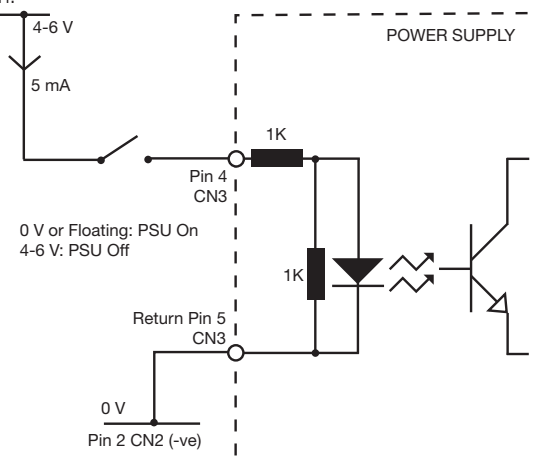 4-6 V
5 mA
POWER SUPPLY
1K
Pin 4
CN3
0 V or Floating: PSU On
4-6 V: PSU Off
1K
Return Pin 5
CN3
0 V
Pin 2 CN2 (-ve)